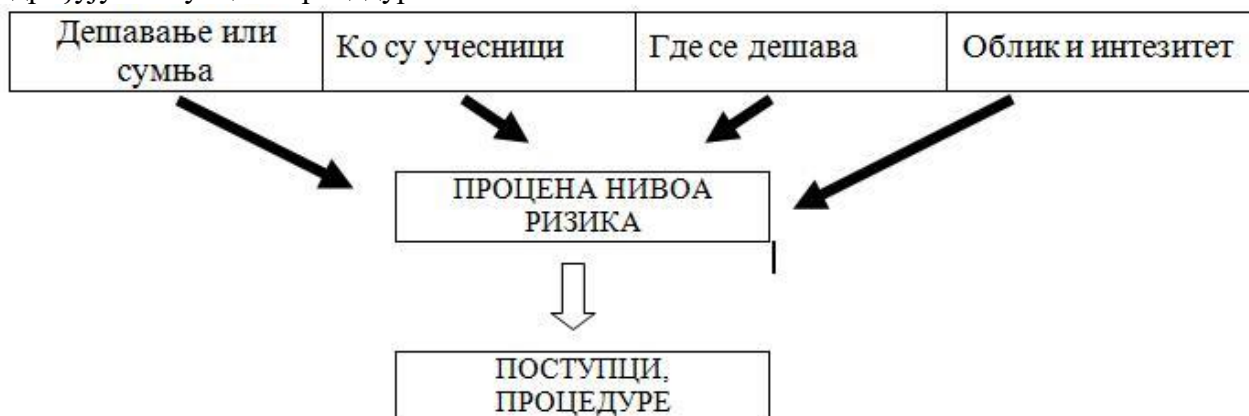 Дешавање или
сумња
Ко су учесници
Где се дешава
Облик и интезитет
ПРОЦЕНА НИВОА
РИЗИКА
ПОСТУПЦИ,
ПРОЦЕДУРЕ